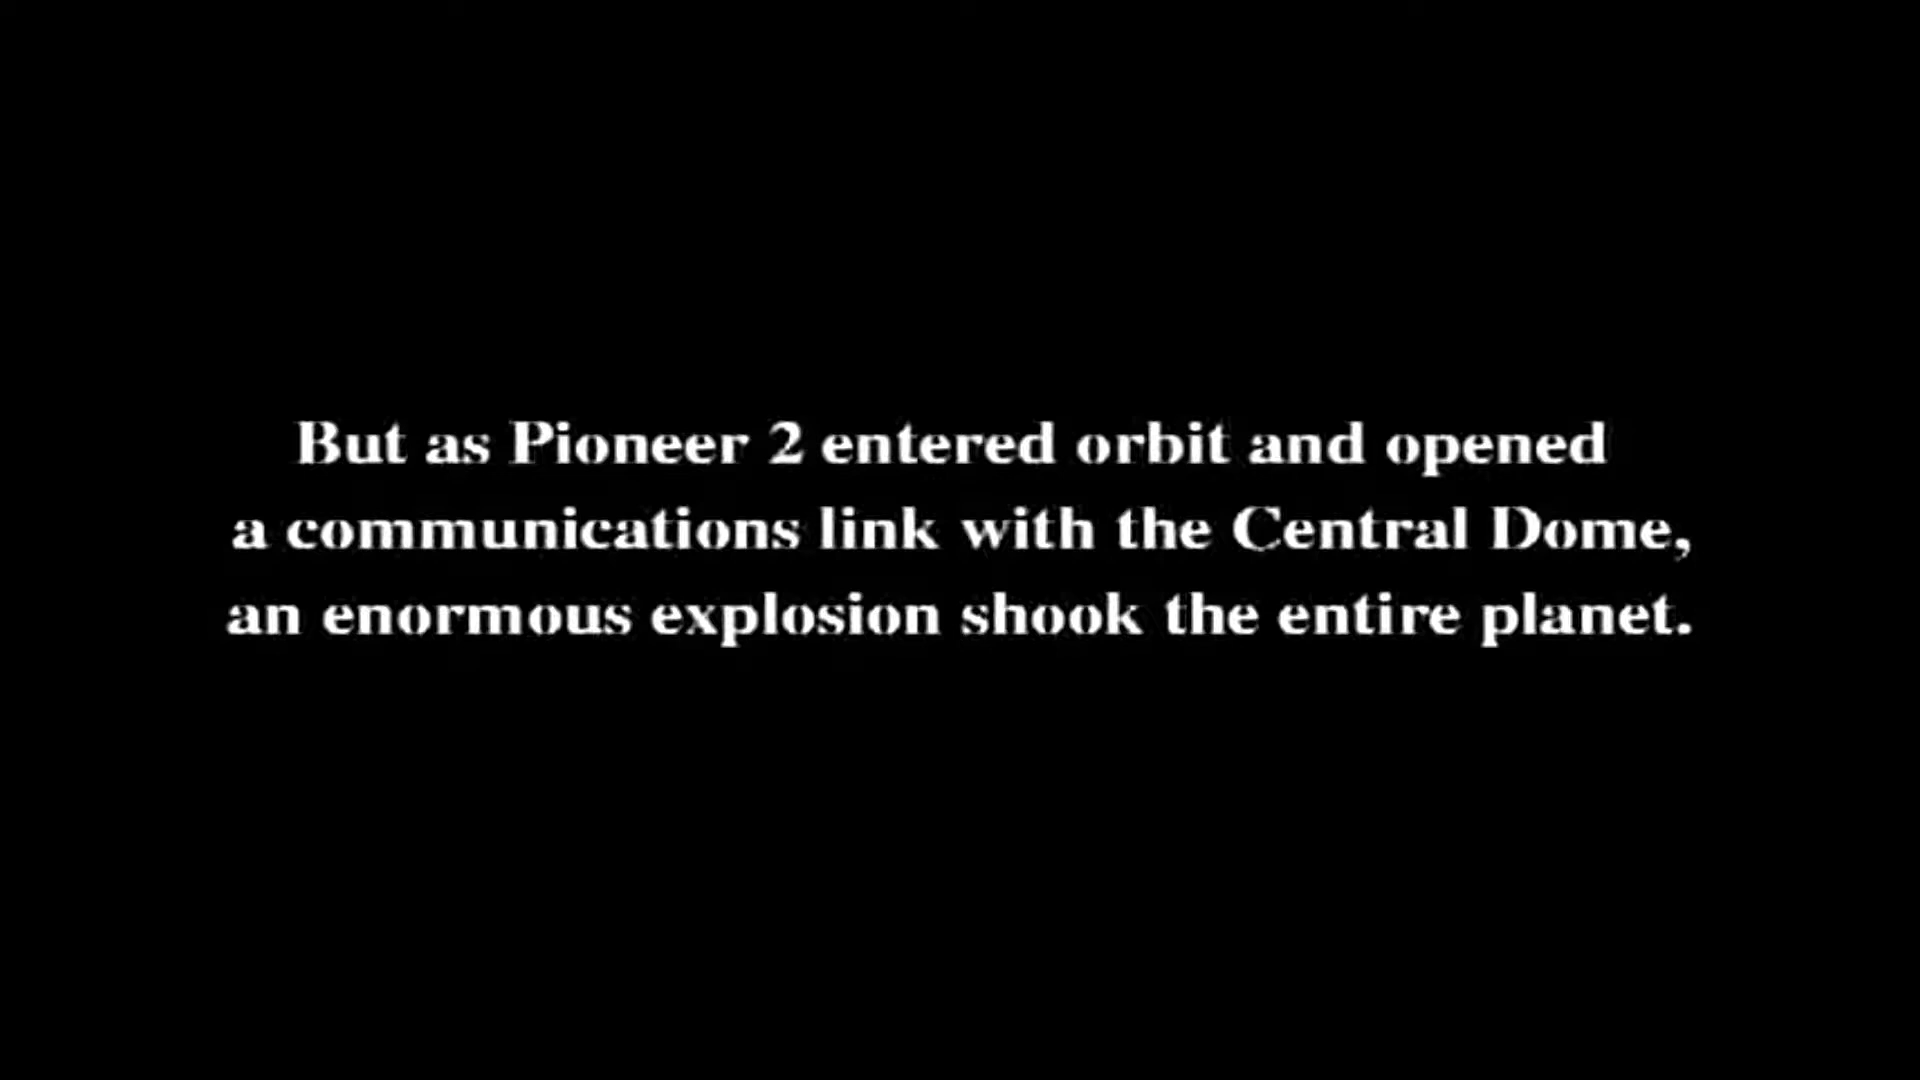 But as Pioneer 2 entered orbit and opened
a communications link with the Central Dome,
an enormous explosion shook the entire planet.